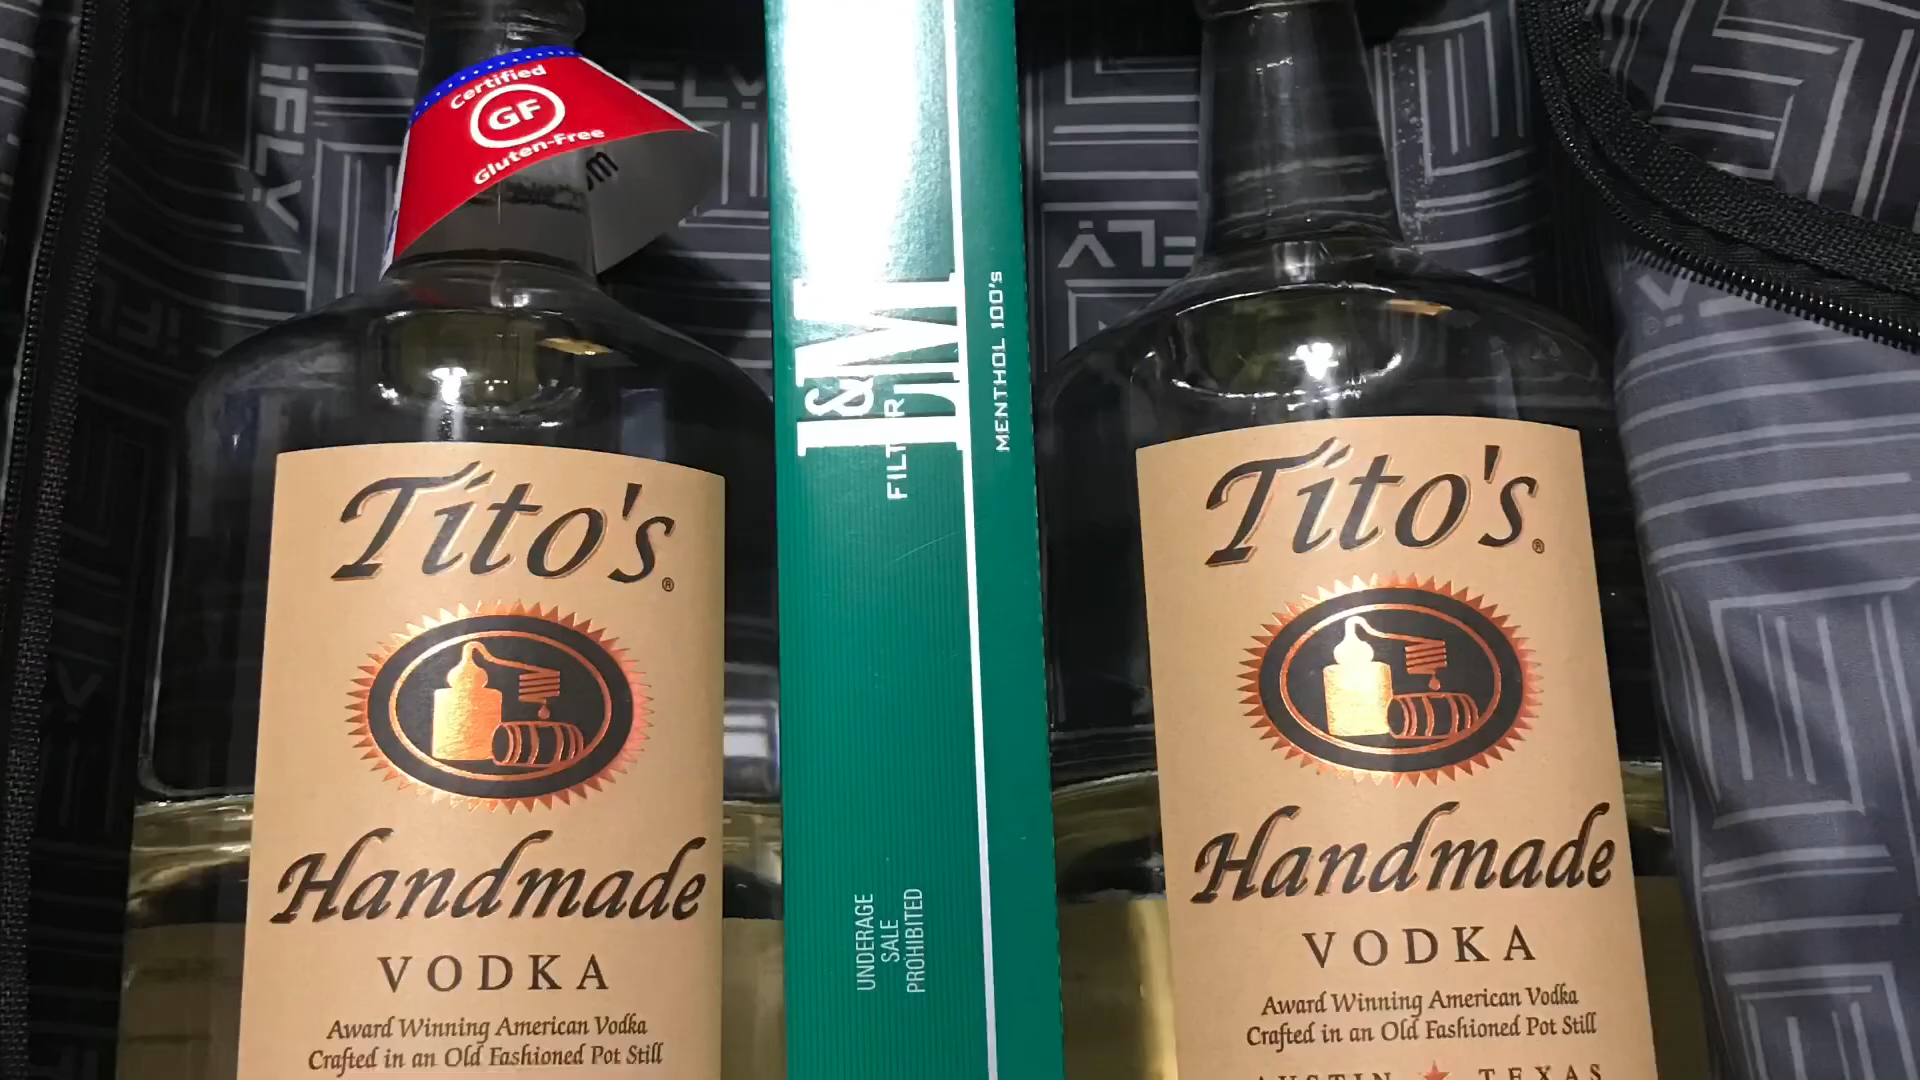 Certified
GF
Gluten-Free
Tito's®
Handmade
VODKA
Award Winning American Vodka
Crafted in an Old Fashioned Pot Still
L&M
FILTER
MENTHOL 100's
UNDERAGE
SALE
PROHIBITED
Tito's®
Handmade
VODKA
Award Winning American Vodka
Crafted in an Old Fashioned Pot Still
AUSTIN ★ TEXAS
iFLY
iFLY
iFLY